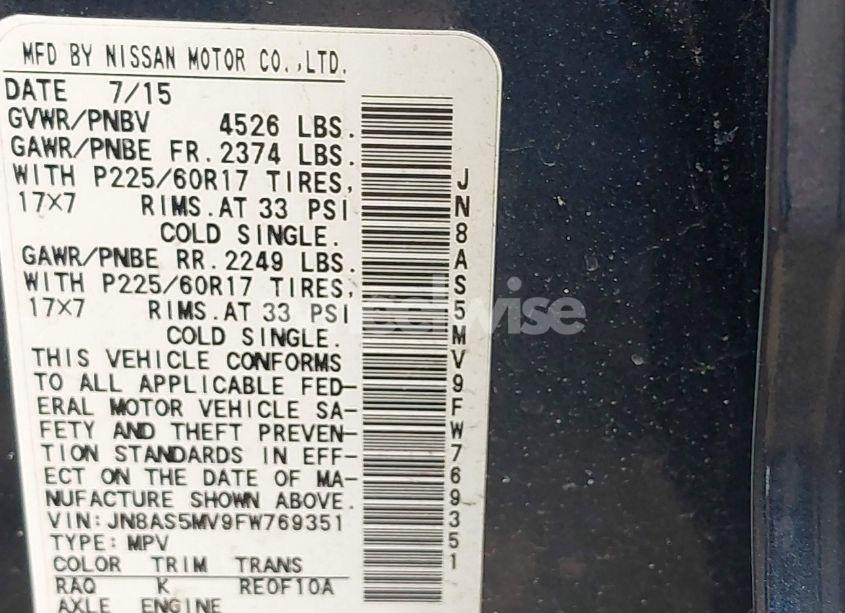 MFD BY NISSAN MOTOR CO.,LTD.
DATE 7/15
GVWR/PNBV 4526 LBS.
GAWR/PNBE FR. 2374 LBS.
WITH P225/60R17 TIRES,
17X7 RIMS.AT 33 PSI
COLD SINGLE.
GAWR/PNBE RR. 2249 LBS.
WITH P225/60R17 TIRES,
17X7 RIMS.AT 33 PSI
COLD SINGLE.
THIS VEHICLE CONFORMS
TO ALL APPLICABLE FED-
ERAL MOTOR VEHICLE SA-
FETY AND THEFT PREVEN-
TION STANDARDS IN EFF-
ECT ON THE DATE OF MA-
NUFACTURE SHOWN ABOVE.
VIN:JN8AS5MV9FW769351
TYPE:MPV
COLOR TRIM TRANS
RAQ K RE0F10A
AXLE ENGINE
JN8AS5MV9FW769351